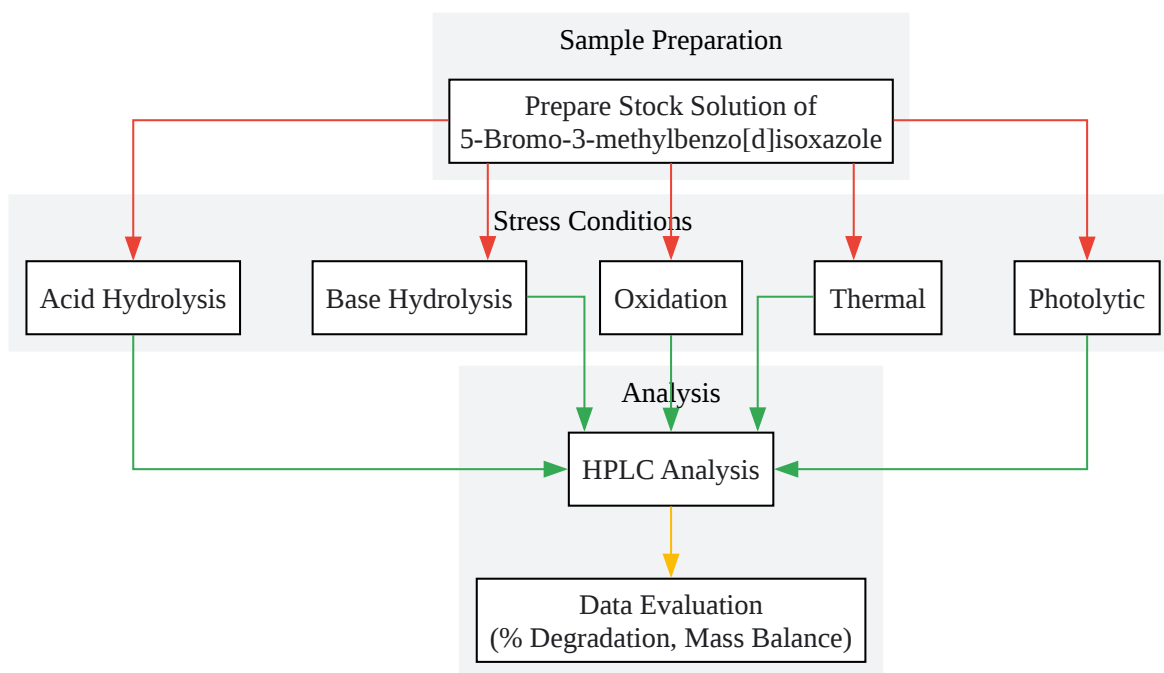 Sample Preparation
Prepare Stock Solution of
5-Bromo-3-methylbenzo[d]isoxazole
Stress Conditions
Acid Hydrolysis
Base Hydrolysis
Oxidation
Thermal
Photolytic
Analysis
HPLC Analysis
Data Evaluation
(% Degradation, Mass Balance)